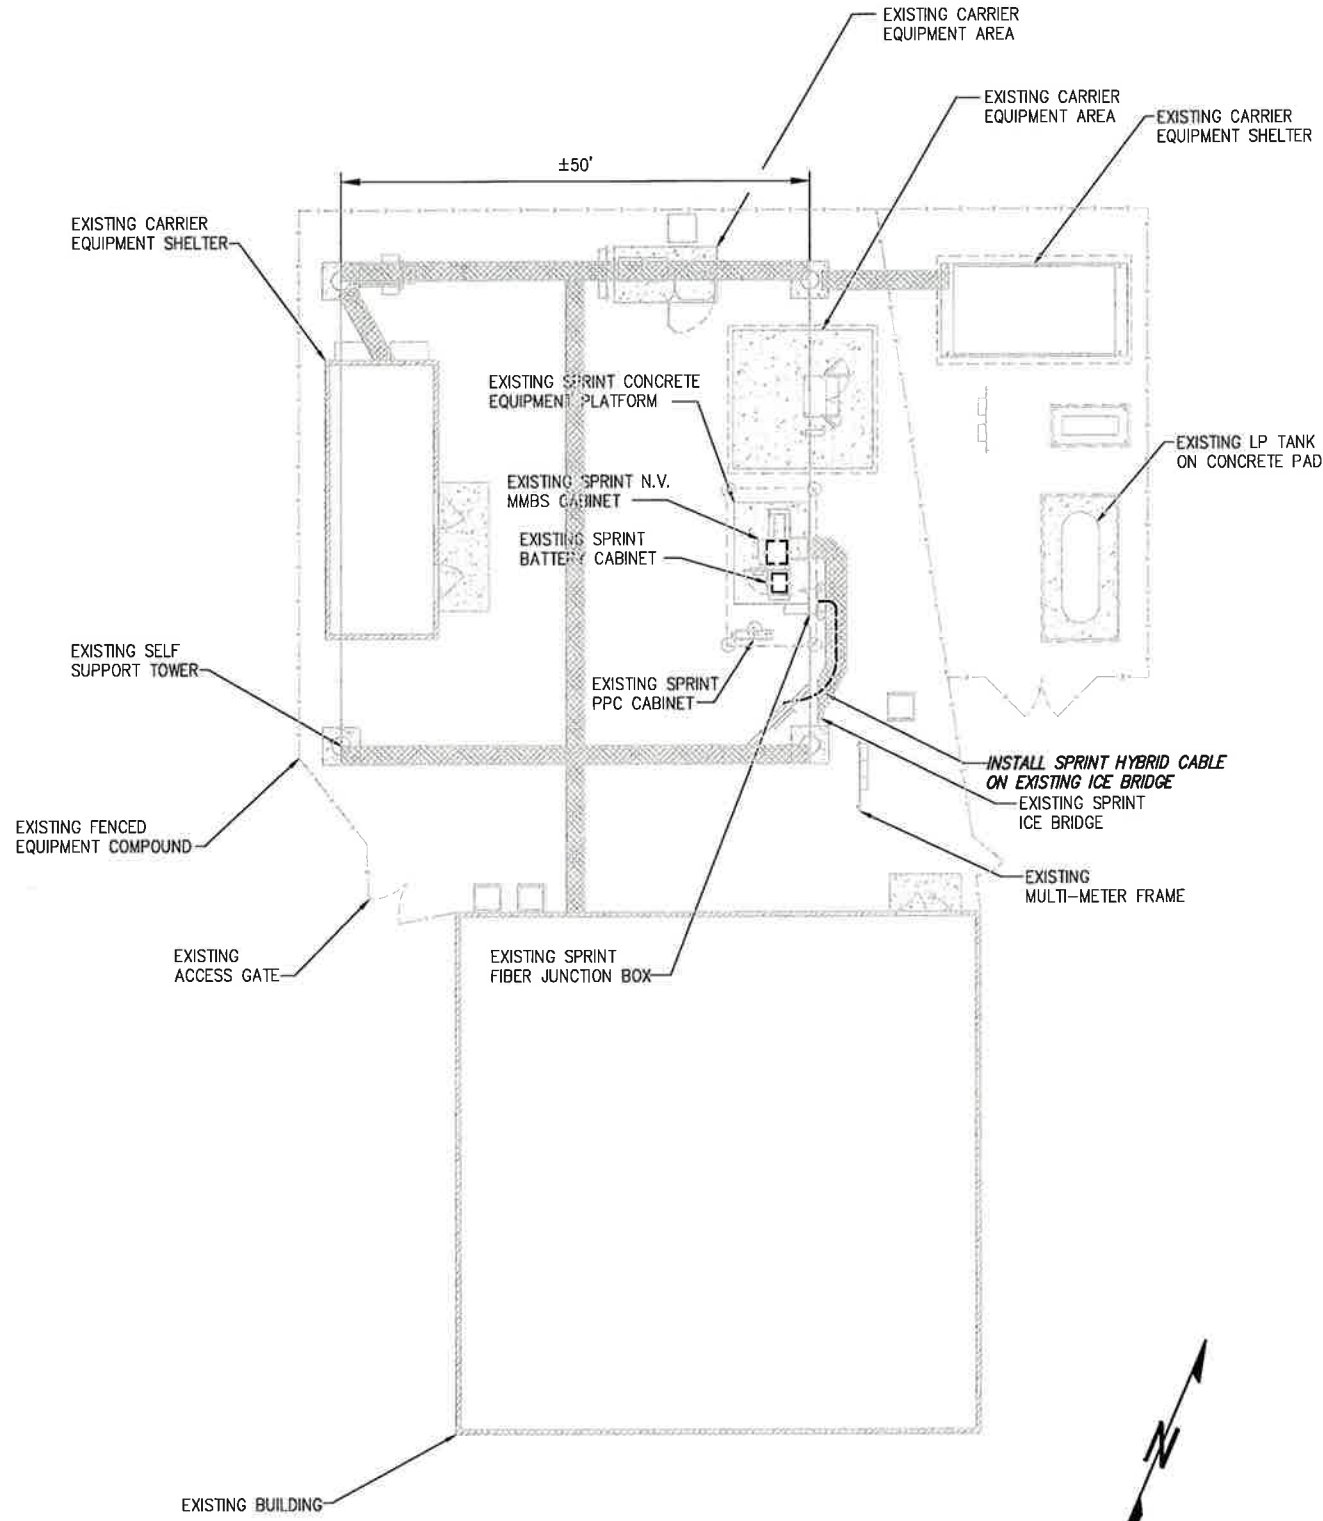 EXISTING CARRIER
EQUIPMENT AREA
EXISTING CARRIER
EQUIPMENT AREA
EXISTING CARRIER
EQUIPMENT SHELTER
±50'
EXISTING CARRIER
EQUIPMENT SHELTER
EXISTING SPRINT CONCRETE
EQUIPMENT PLATFORM
EXISTING LP TANK
ON CONCRETE PAD
EXISTING SPRINT N.V.
MMBS CABINET
EXISTING SPRINT
BATTERY CABINET
EXISTING SELF
SUPPORT TOWER
EXISTING SPRINT
PPC CABINET
INSTALL SPRINT HYBRID CABLE
ON EXISTING ICE BRIDGE
EXISTING SPRINT
ICE BRIDGE
EXISTING FENCED
EQUIPMENT COMPOUND
EXISTING
MULTI-METER FRAME
EXISTING
ACCESS GATE
EXISTING SPRINT
FIBER JUNCTION BOX
N
EXISTING BUILDING